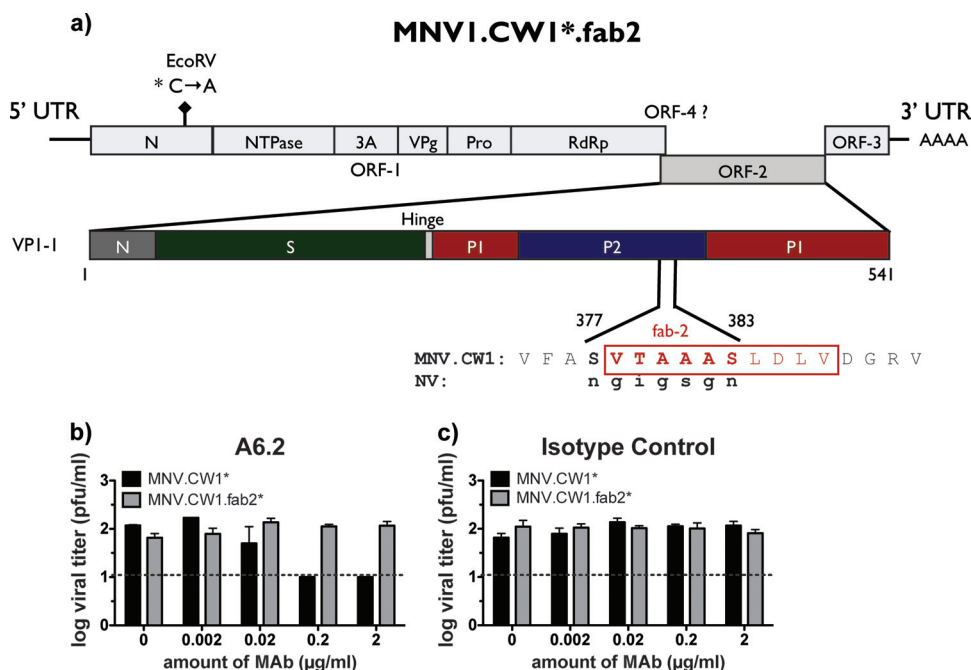 a)
MNV1.CW1*.fab2
EcoRV
* C→A
5' UTR
ORF-4 ?
3' UTR
N NTPase 3A VPg Pro RdRp ORF-3 AAAA
ORF-1
ORF-2
Hinge
VP1-1 N S P1 P2 P1
1 541
377 fab-2 383
MNV.CW1: V F A S V T A A A S L D L V D G R V
NV: n g i g s g n
b) A6.2
MNV.CW1*
MNV.CW1.fab2*
log viral titer (pfu/ml)
3
2
1
0
0 0.002 0.02 0.2 2
amount of MAb (µg/ml)
c) Isotype Control
MNV.CW1*
MNV.CW1.fab2*
log viral titer (pfu/ml)
3
2
1
0
0 0.002 0.02 0.2 2
amount of MAb (µg/ml)